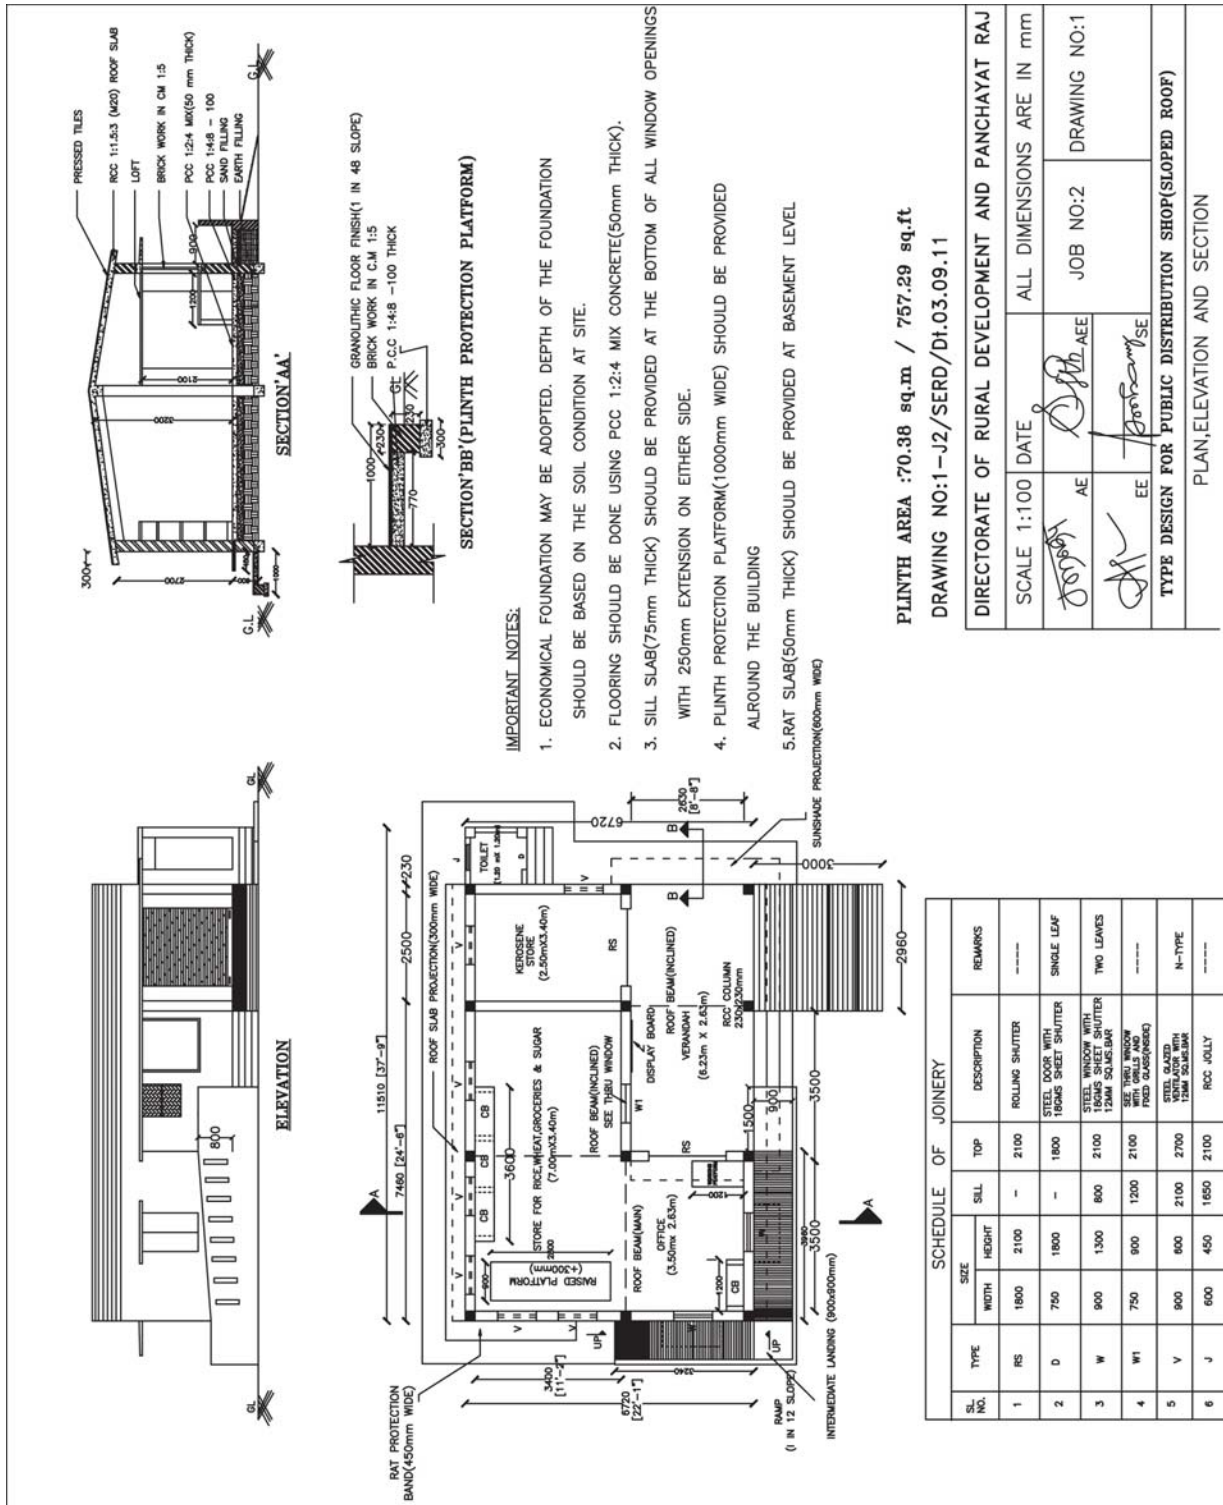 ELEVATION
GL
GL
800
SECTION'AA'
PRESSED TILES
RCC 1:1.5:3 (M20) ROOF SLAB
LOFT
BRICK WORK IN CM 1:5
PCC 1:2:4 MIX(50 mm THICK)
PCC 1:4:8 - 100
SAND FILLING
EARTH FILLING
G.L
G.L
300
2700
3200
2100
1200
900
1000
GRANOLITHIC FLOOR FINISH(1 IN 48 SLOPE)
BRICK WORK IN C.M 1:5
P.C.C 1:4:8 -100 THICK
GL
1000
230
230
770
300
SECTION'BB'(PLINTH PROTECTION PLATFORM)
11510 [37'-9"]
7460 [24'-6"]
2500
230
ROOF SLAB PROJECTION(300mm WIDE)
RAT PROTECTION
BAND(450mm WIDE)
A
CB
CB
CB
3600
STORE FOR RICE,WHEAT,GROCERIES & SUGAR
(7.00mX3.40m)
RAISED PLATFORM
(+300mm)
900
KEROSENE
STORE
(2.50mX3.40m)
TOILET
J
D
V
V
V
V
V
V
V
RS
ROOF BEAM(INCLINED)
SEE THRU WINDOW
W1
DISPLAY BOARD
ROOF BEAM(INCLINED)
VERANDAH
(6.23m X 2.63m)
RCC COLUMN
230x230mm
ROOF BEAM(MAIN)
OFFICE
(3.50mx 2.63m)
RS
1200
1200
CB
W
UP
UP
1500
900
3500
3500
3960
2960
3000
6720
2630
[8'-8"]
B
B
SUNSHADE PROJECTION(600mm WIDE)
3400
[11'-2"]
6720
[22'-1"]
3240
RAMP
(1 IN 12 SLOPE)
INTERMEDIATE LANDING (900x900mm)
A
IMPORTANT NOTES:
1. ECONOMICAL FOUNDATION MAY BE ADOPTED. DEPTH OF THE FOUNDATION
SHOULD BE BASED ON THE SOIL CONDITION AT SITE.
2. FLOORING SHOULD BE DONE USING PCC 1:2:4 MIX CONCRETE(50mm THICK).
3. SILL SLAB(75mm THICK) SHOULD BE PROVIDED AT THE BOTTOM OF ALL WINDOW OPENINGS
WITH 250mm EXTENSION ON EITHER SIDE.
4. PLINTH PROTECTION PLATFORM(1000mm WIDE) SHOULD BE PROVIDED
ALROUND THE BUILDING
5.RAT SLAB(50mm THICK) SHOULD BE PROVIDED AT BASEMENT LEVEL
SCHEDULE OF JOINERY
SL. NO. TYPE SIZE WIDTH HEIGHT SILL TOP DESCRIPTION REMARKS
1 RS 1800 2100 - 2100 ROLLING SHUTTER ----
2 D 750 1800 - 1800 STEEL DOOR WITH 18GMS SHEET SHUTTER SINGLE LEAF
3 W 900 1300 800 2100 STEEL WINDOW WITH 18GMS SHEET SHUTTER 12MM SQ.MS.BAR TWO LEAVES
4 W1 750 900 1200 2100 SEE THRU WINDOW WITH GRILLS AND FIXED GLASS(INSIDE) ----
5 V 900 600 2100 2700 STEEL GLAZED VENTILATOR WITH 12MM SQ.MS.BAR N-TYPE
6 J 600 450 1650 2100 RCC JOLLY ----
PLINTH AREA :70.38 sq.m / 757.29 sq.ft
DRAWING NO:1-J2/SERD/Dt.03.09.11
DIRECTORATE OF RURAL DEVELOPMENT AND PANCHAYAT RAJ
SCALE 1:100 DATE ALL DIMENSIONS ARE IN mm
AE AEE JOB NO:2 DRAWING NO:1
EE SE
TYPE DESIGN FOR PUBLIC DISTRIBUTION SHOP(SLOPED ROOF)
PLAN,ELEVATION AND SECTION